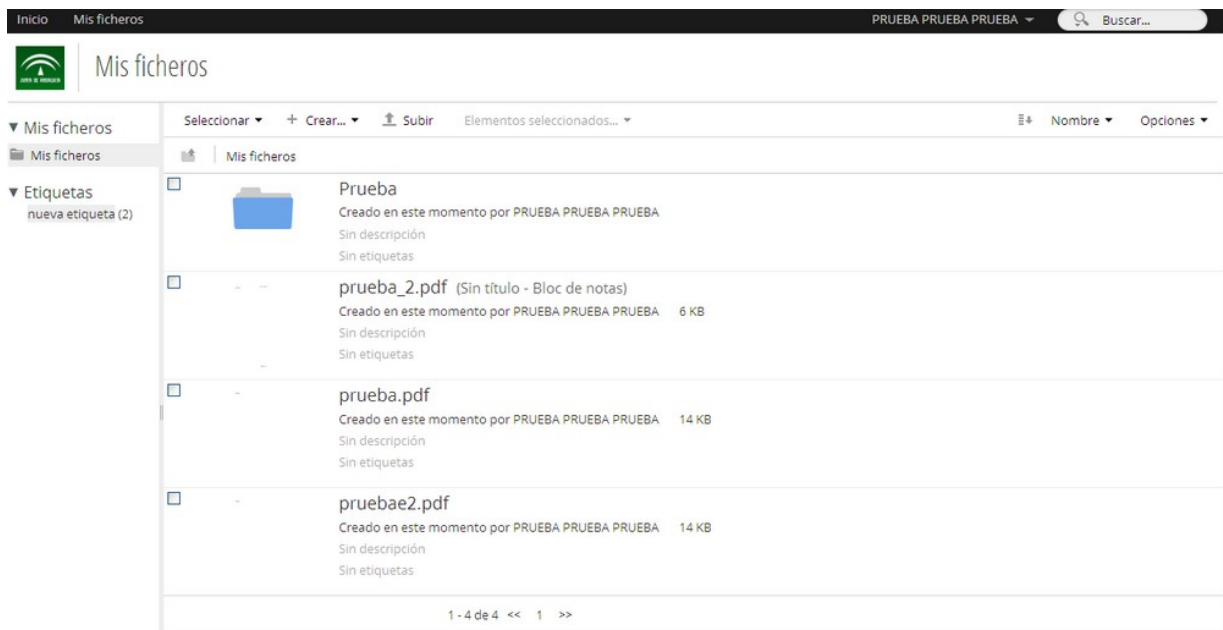 Inicio Mis ficheros PRUEBA PRUEBA PRUEBA Buscar...
Mis ficheros
Mis ficheros
Seleccionar + Crear... Subir Elementos seleccionados... Nombre Opciones
Mis ficheros
Mis ficheros
Etiquetas
nueva etiqueta (2)
Prueba
Creado en este momento por PRUEBA PRUEBA PRUEBA
Sin descripción
Sin etiquetas
prueba_2.pdf (Sin título - Bloc de notas)
Creado en este momento por PRUEBA PRUEBA PRUEBA 6 KB
Sin descripción
Sin etiquetas
prueba.pdf
Creado en este momento por PRUEBA PRUEBA PRUEBA 14 KB
Sin descripción
Sin etiquetas
pruebae2.pdf
Creado en este momento por PRUEBA PRUEBA PRUEBA 14 KB
Sin descripción
Sin etiquetas
1 - 4 de 4 << 1 >>